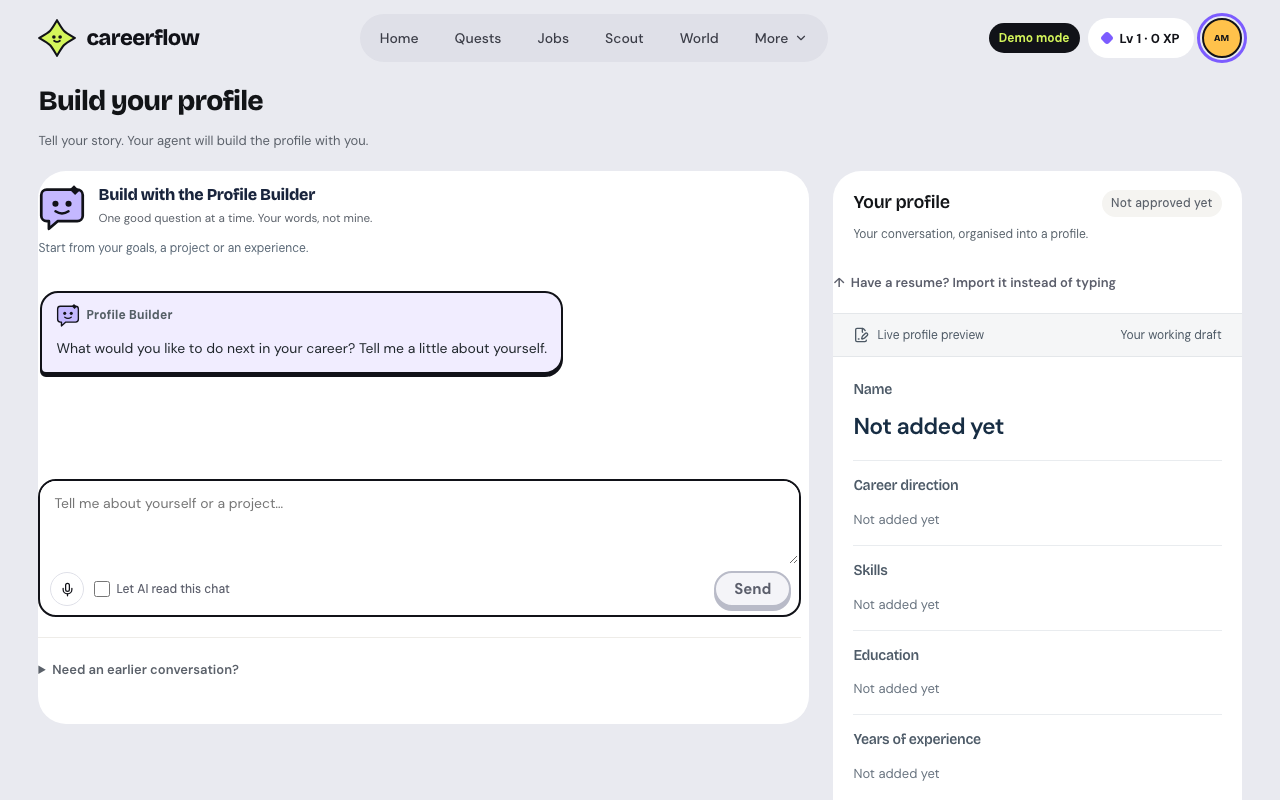 careerflow
Home Quests Jobs Scout World More
Demo mode
Lv 1 · 0 XP
AM
Build your profile
Tell your story. Your agent will build the profile with you.
Build with the Profile Builder
One good question at a time. Your words, not mine.
Start from your goals, a project or an experience.
Profile Builder
What would you like to do next in your career? Tell me a little about yourself.
Tell me about yourself or a project…
Let AI read this chat
Send
Need an earlier conversation?
Your profile
Not approved yet
Your conversation, organised into a profile.
Have a resume? Import it instead of typing
Live profile preview
Your working draft
Name
Not added yet
Career direction
Not added yet
Skills
Not added yet
Education
Not added yet
Years of experience
Not added yet